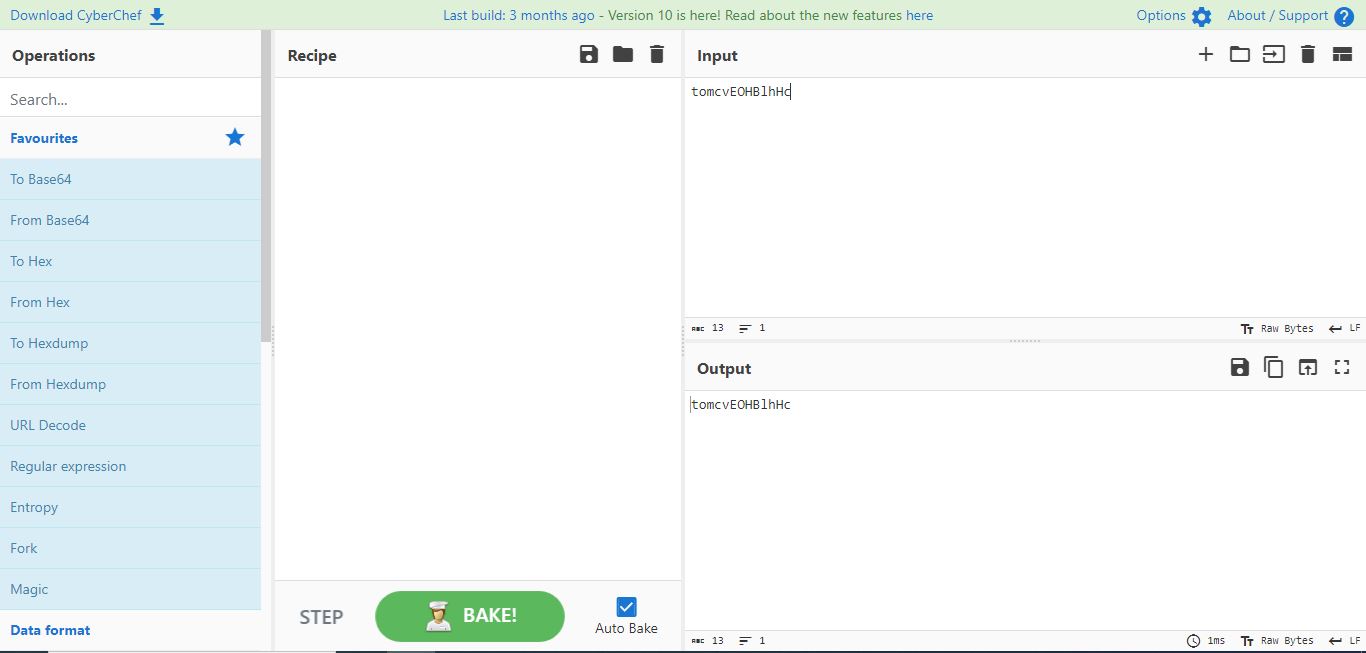 Download CyberChef
Last build: 3 months ago - Version 10 is here! Read about the new features here
Options
About / Support
Operations
Search...
Favourites
To Base64
From Base64
To Hex
From Hex
To Hexdump
From Hexdump
URL Decode
Regular expression
Entropy
Fork
Magic
Data format
Recipe
STEP
BAKE!
Auto Bake
Input
tomcvEOHBlhHc
ABC 13 1
Tт Raw Bytes LF
Output
tomcvEOHBlhHc
ABC 13 1
1ms Tт Raw Bytes LF